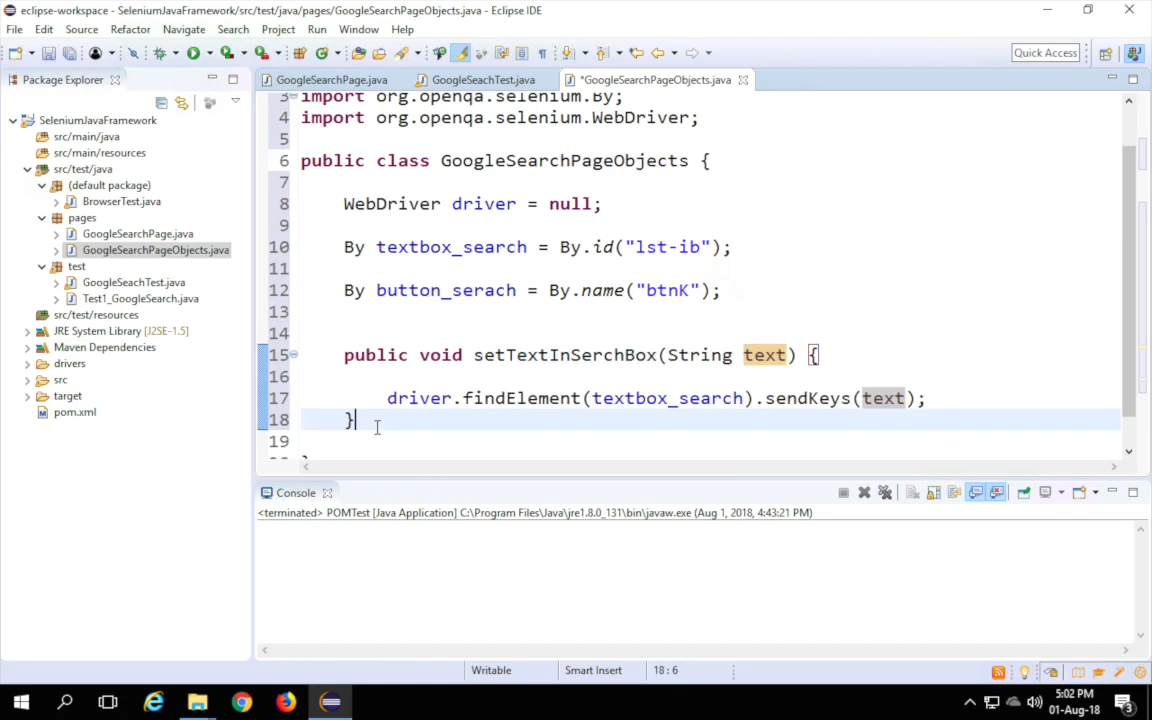 eclipse-workspace - SeleniumJavaFramework/src/test/java/pages/GoogleSearchPageObjects.java - Eclipse IDE
File Edit Source Refactor Navigate Search Project Run Window Help
Quick Access
Package Explorer
GoogleSearchPage.java GoogleSeachTest.java *GoogleSearchPageObjects.java
SeleniumJavaFramework
src/main/java
src/main/resources
src/test/java
(default package)
BrowserTest.java
pages
GoogleSearchPage.java
GoogleSearchPageObjects.java
test
GoogleSeachTest.java
Test1_GoogleSearch.java
src/test/resources
JRE System Library [J2SE-1.5]
Maven Dependencies
drivers
src
target
pom.xml
3 import org.openqa.selenium.By;
4 import org.openqa.selenium.WebDriver;
5
6 public class GoogleSearchPageObjects {
7
8 WebDriver driver = null;
9
10 By textbox_search = By.id("lst-ib");
11
12 By button_serach = By.name("btnK");
13
14
15 public void setTextInSerchBox(String text) {
16
17 driver.findElement(textbox_search).sendKeys(text);
18 }
19
Console
<terminated> POMTest [Java Application] C:\Program Files\Java\jre1.8.0_131\bin\javaw.exe (Aug 1, 2018, 4:43:21 PM)
Writable Smart Insert 18 : 6
5:02 PM
01-Aug-18
3